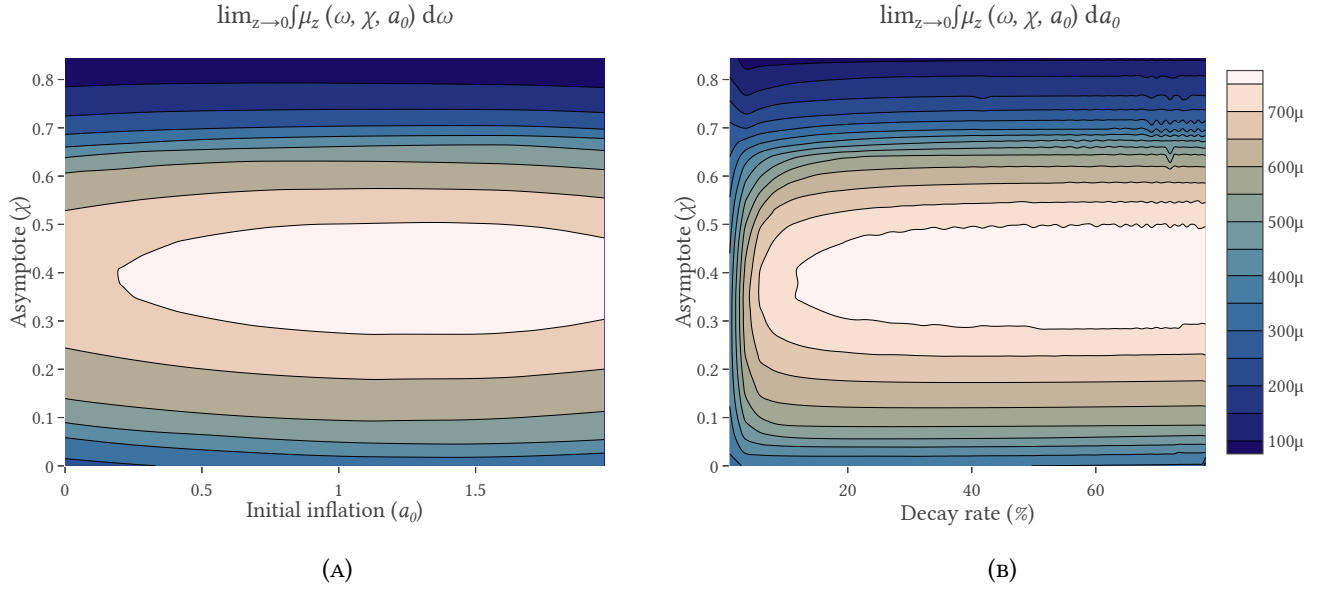 lim_z→0∫μ_z (ω, χ, a_0) dω
Asymptote (χ)
0.8
0.7
0.6
0.5
0.4
0.3
0.2
0.1
0
0 0.5 1 1.5
Initial inflation (a_0)
(A)
lim_z→0∫μ_z (ω, χ, a_0) da_0
Asymptote (χ)
0.8
0.7
0.6
0.5
0.4
0.3
0.2
0.1
0
20 40 60
Decay rate (%)
(B)
700μ
600μ
500μ
400μ
300μ
200μ
100μ